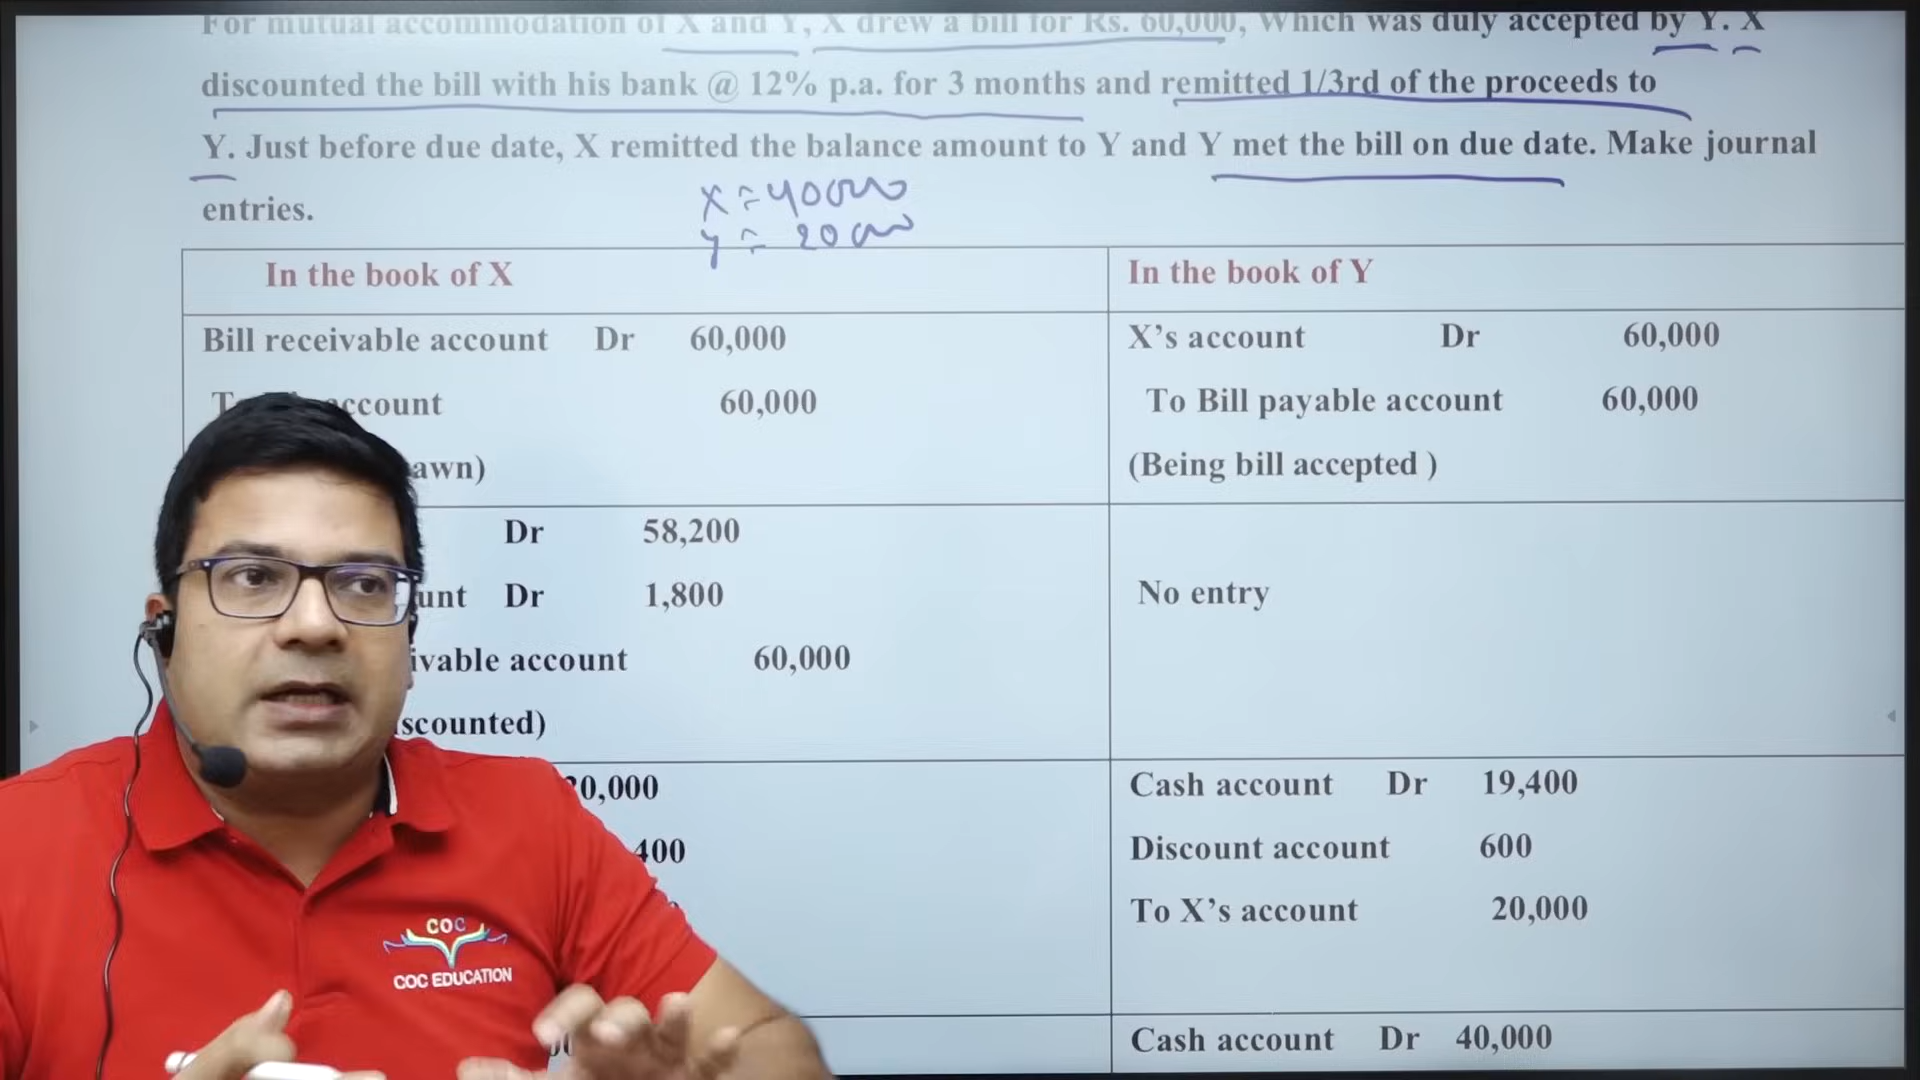 For mutual accommodation of X and Y, X drew a bill for Rs. 60,000, Which was duly accepted by Y. X
discounted the bill with his bank @ 12% p.a. for 3 months and remitted 1/3rd of the proceeds to
Y. Just before due date, X remitted the balance amount to Y and Y met the bill on due date. Make journal
entries.
X = 40000
Y = 20000
In the book of X
Bill receivable account Dr 60,000
account 60,000
Dr 58,200
Dr 1,800
account 60,000
In the book of Y
X's account Dr 60,000
To Bill payable account 60,000
(Being bill accepted )
No entry
Cash account Dr 19,400
Discount account 600
To X's account 20,000
Cash account Dr 40,000
COC
COC EDUCATION